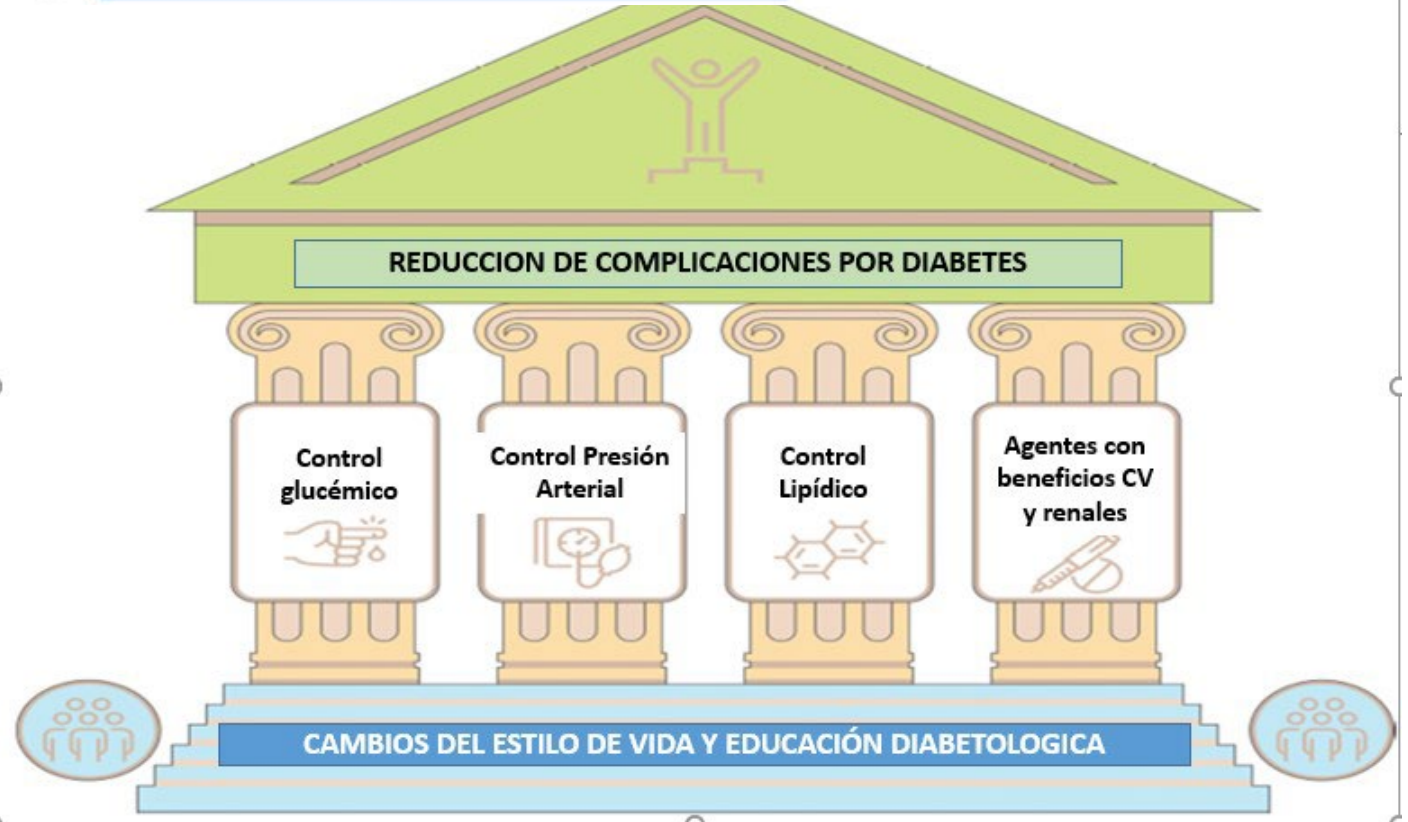 REDUCCION DE COMPLICACIONES POR DIABETES
Control
glucémico
Control Presión
Arterial
Control
Lipídico
Agentes con
beneficios CV
y renales
CAMBIOS DEL ESTILO DE VIDA Y EDUCACIÓN DIABETOLOGICA